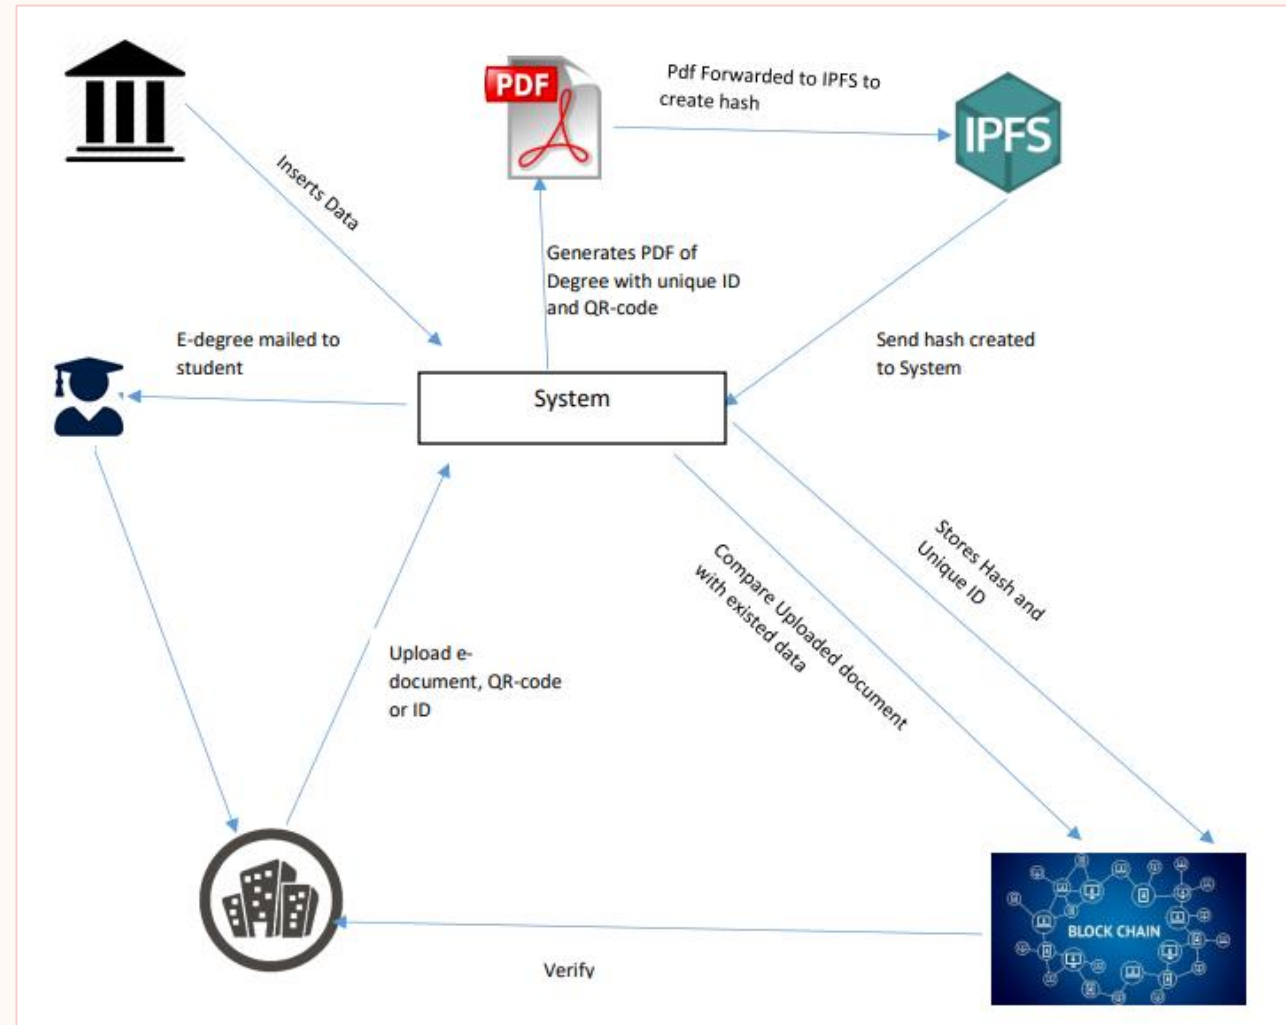 PDF
Pdf Forwarded to IPFS to
create hash
IPFS
Inserts Data
Generates PDF of
Degree with unique ID
and QR-code
E-degree mailed to
student
Send hash created
to System
System
Stores Hash and
Unique ID
Compare Uploaded document
with existed data
Upload e-
document, QR-code
or ID
BLOCK CHAIN
Verify